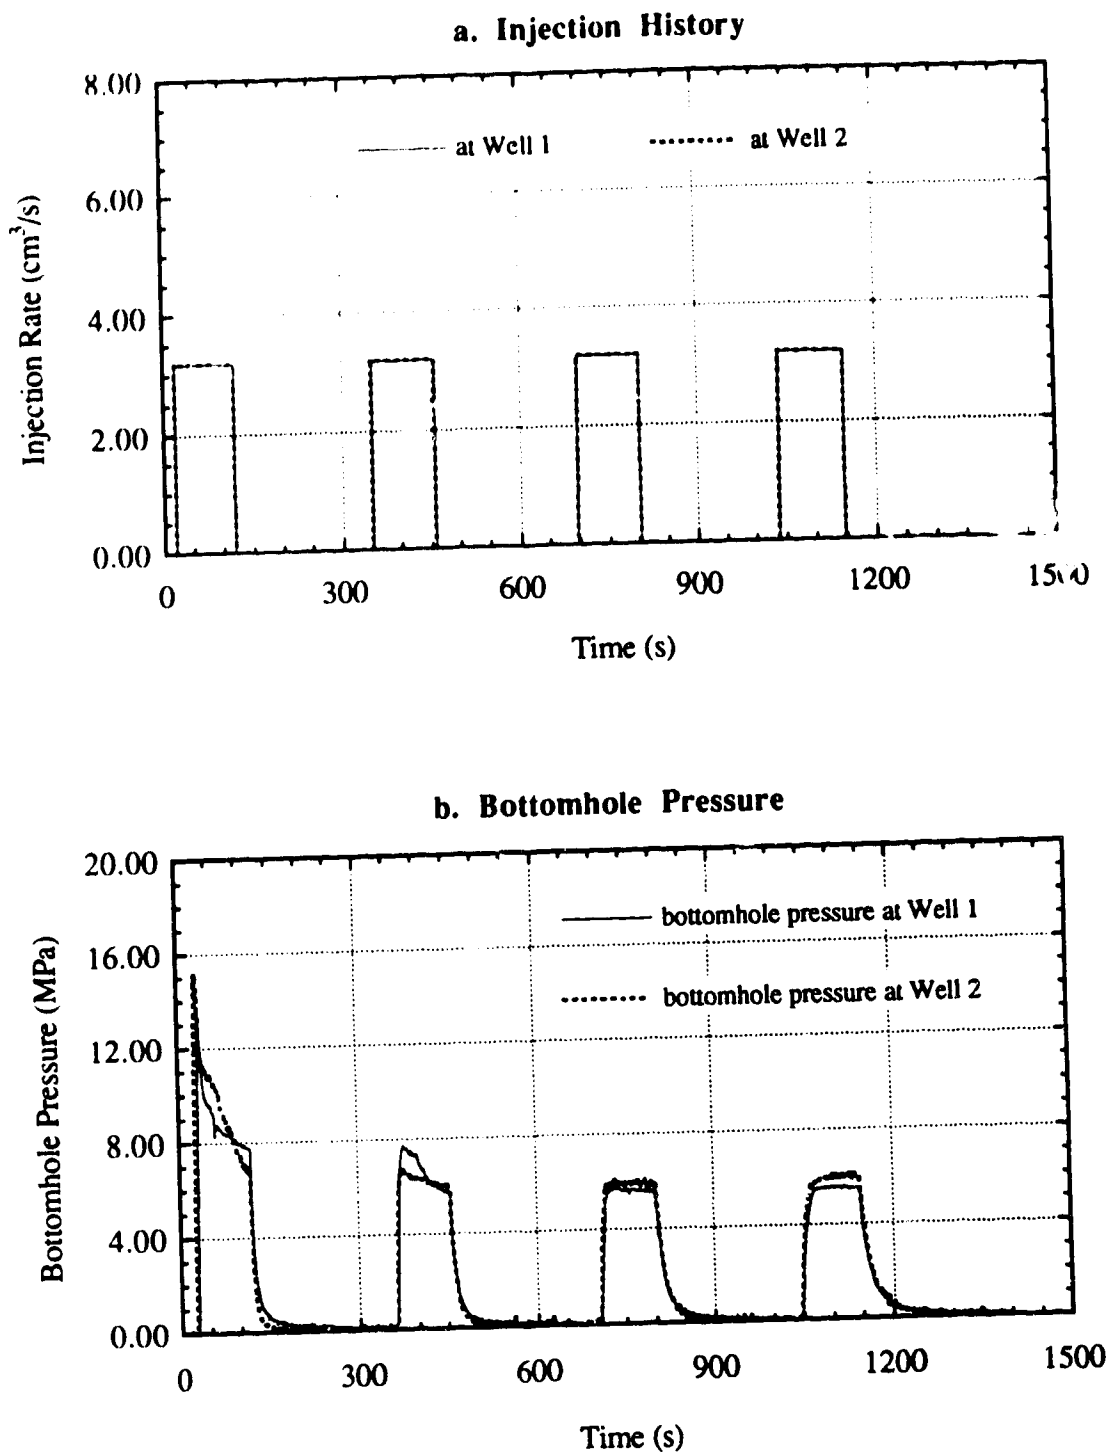 a. Injection History
8.00
at Well 1
at Well 2
6.00
4.00
2.00
0.00
Injection Rate (cm³/s)
0
300
600
900
1200
1500
Time (s)
b. Bottomhole Pressure
20.00
bottomhole pressure at Well 1
16.00
bottomhole pressure at Well 2
12.00
8.00
4.00
0.00
Bottomhole Pressure (MPa)
0
300
600
900
1200
1500
Time (s)